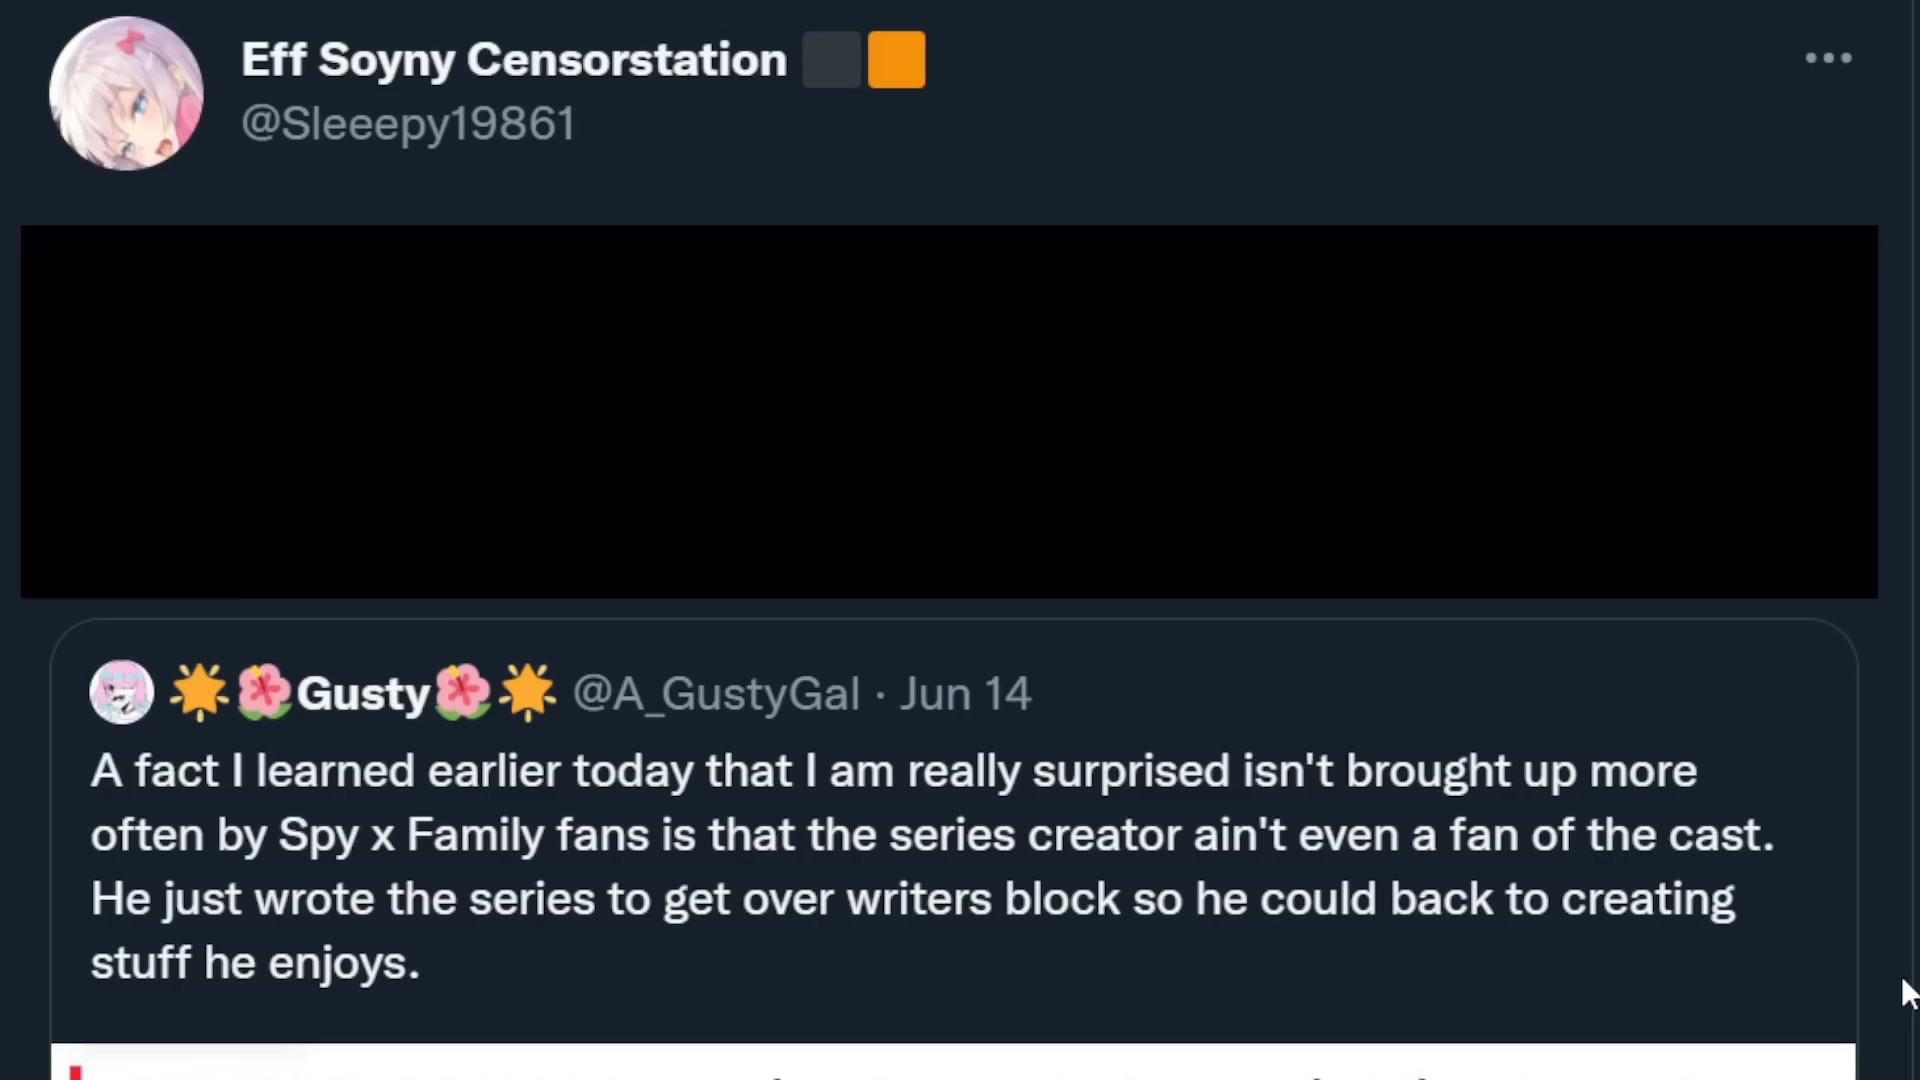 Eff Soyny Censorstation
@Sleeepy19861
Gusty @A_GustyGal · Jun 14
A fact I learned earlier today that I am really surprised isn't brought up more
often by Spy x Family fans is that the series creator ain't even a fan of the cast.
He just wrote the series to get over writers block so he could back to creating
stuff he enjoys.